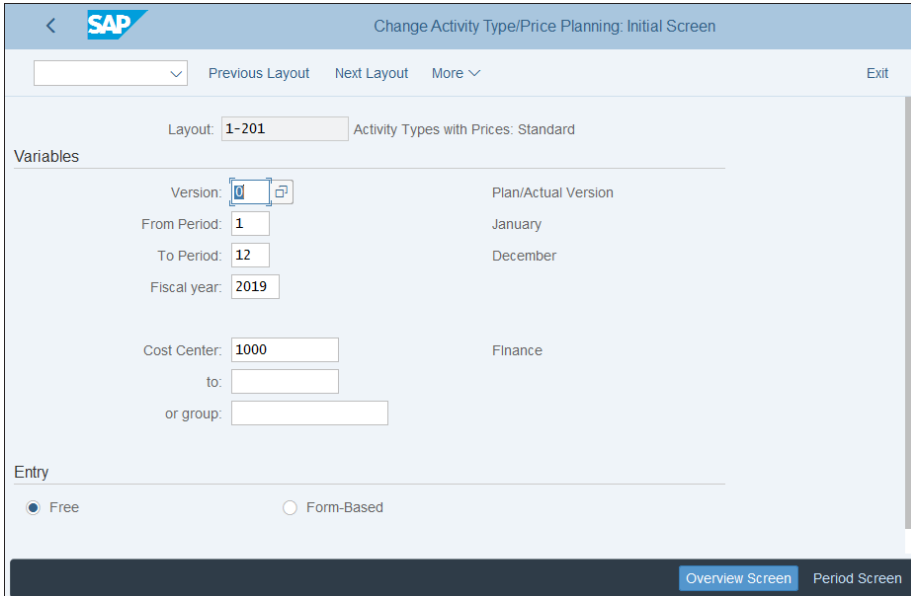 SAP Change Activity Type/Price Planning: Initial Screen
Previous Layout Next Layout More Exit
Layout: 1-201 Activity Types with Prices: Standard
Variables
Version: 0 Plan/Actual Version
From Period: 1 January
To Period: 12 December
Fiscal year: 2019
Cost Center: 1000 FInance
to:
or group:
Entry
Free Form-Based
Overview Screen Period Screen